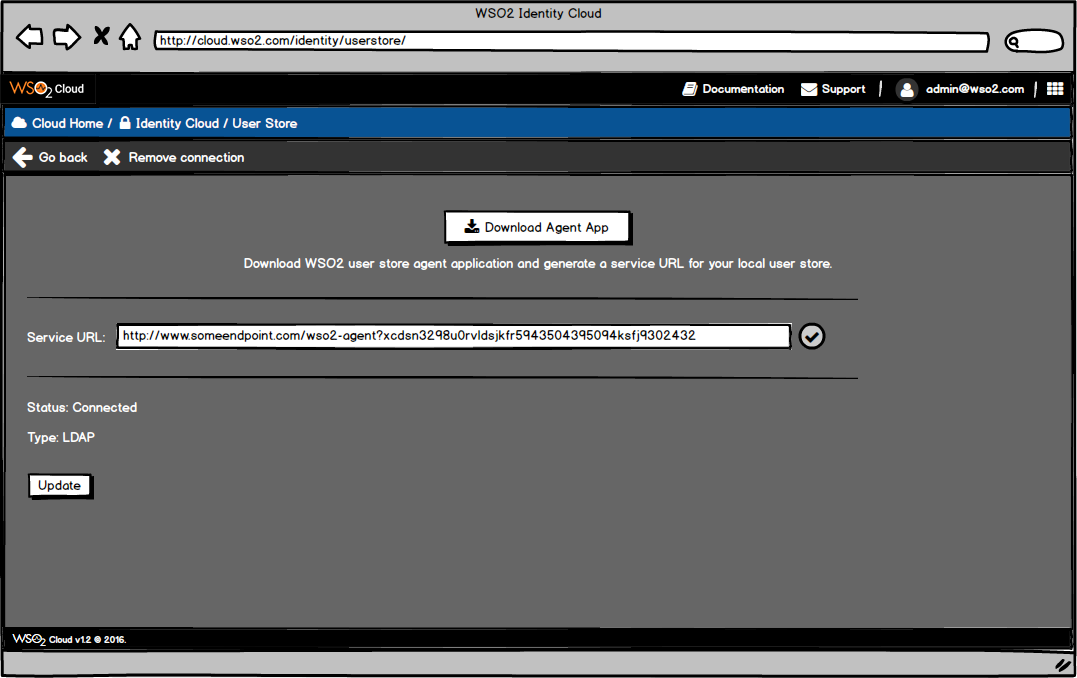 WSO2 Identity Cloud
http://cloud.wso2.com/identity/userstore/
WSO2 Cloud
Documentation Support | admin@wso2.com |
Cloud Home / Identity Cloud / User Store
Go back Remove connection
Download Agent App
Download WSO2 user store agent application and generate a service URL for your local user store.
Service URL: http://www.someendpoint.com/wso2-agent?xcdsn3298u0rvldsjkfr5943504395094ksfj9302432
Status: Connected
Type: LDAP
Update
WSO2 Cloud v1.2 © 2016.